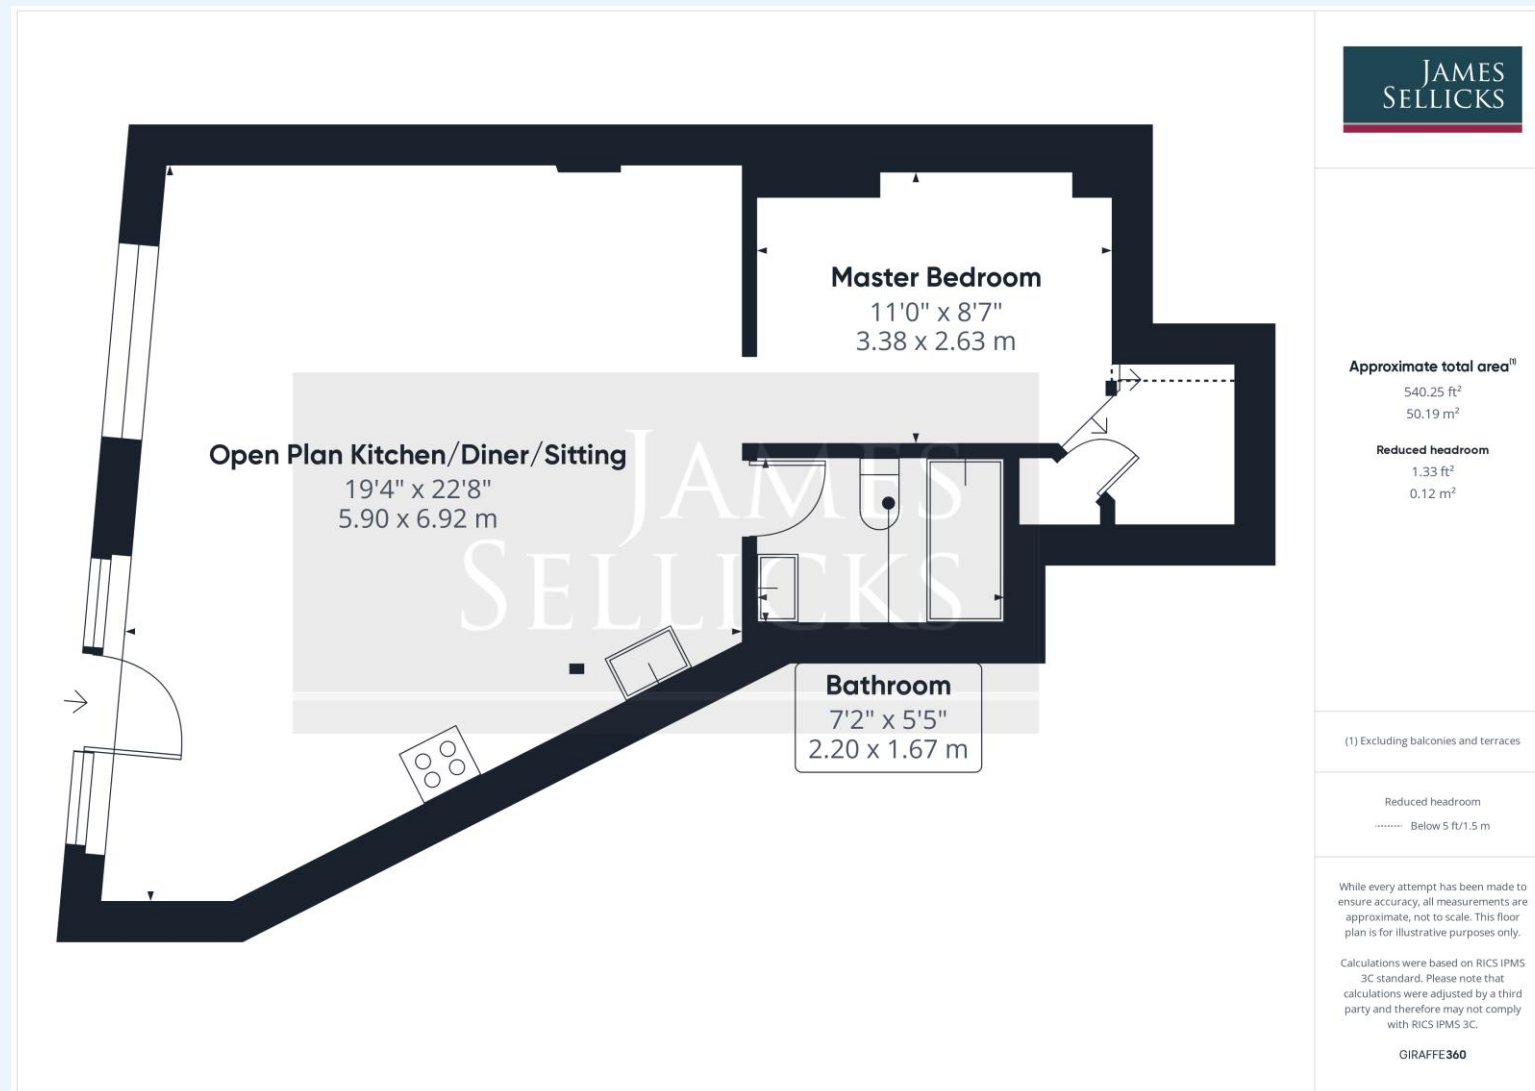 JAMES
SELLICKS
Master Bedroom
11'0" x 8'7"
3.38 x 2.63 m
Open Plan Kitchen/Diner/Sitting
19'4" x 22'8"
5.90 x 6.92 m
JAMES
SELLICKS
Bathroom
7'2" x 5'5"
2.20 x 1.67 m
Approximate total area(1)
540.25 ft²
50.19 m²
Reduced headroom
1.33 ft²
0.12 m²
(1) Excluding balconies and terraces
Reduced headroom
Below 5 ft/1.5 m
While every attempt has been made to
ensure accuracy, all measurements are
approximate, not to scale. This floor
plan is for illustrative purposes only.
Calculations were based on RICS IPMS
3C standard. Please note that
calculations were adjusted by a third
party and therefore may not comply
with RICS IPMS 3C.
GIRAFFE360